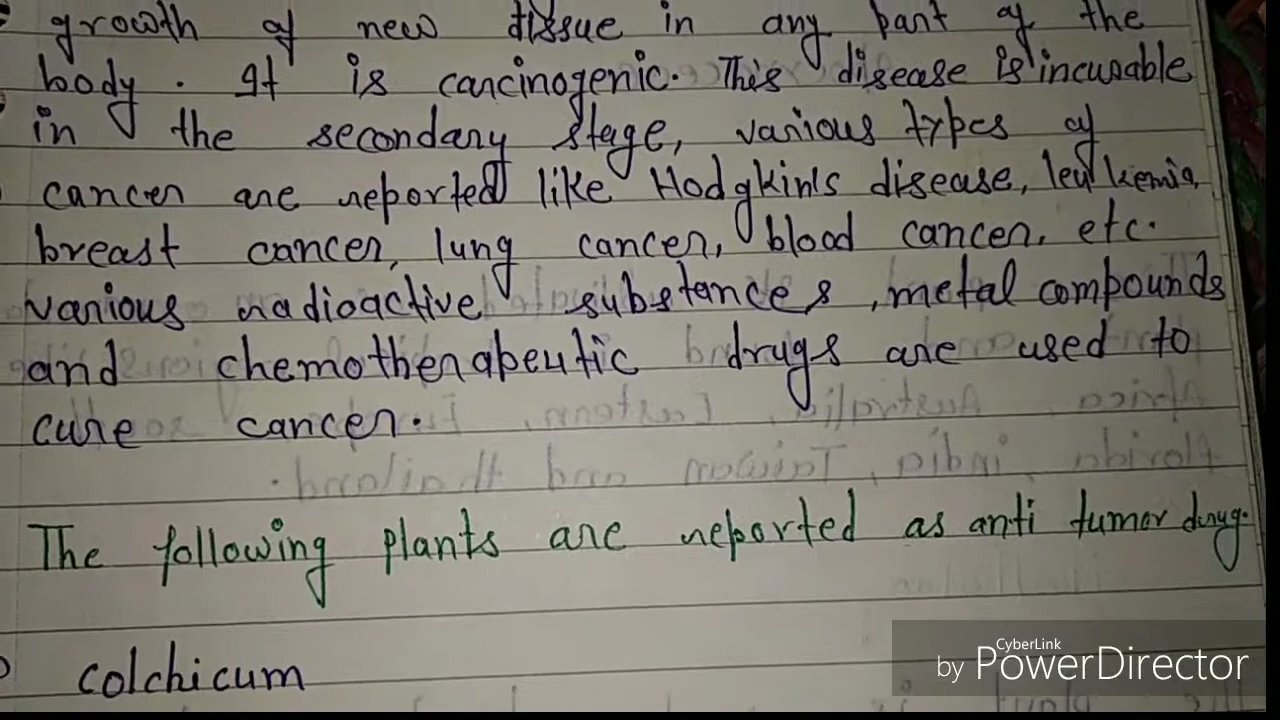 growth of new tissue in any part of the
body. It is carcinogenic. This disease is incurable
in the secondary stage, various types of
cancer are reported like Hodgkin's disease, leukemia,
breast cancer, lung cancer, blood cancer, etc.
various radioactive substances, metal compounds
and chemotherapeutic drugs are used to
cure cancer.
The following plants are reported as anti tumor drug.
colchicum
CyberLink
by PowerDirector